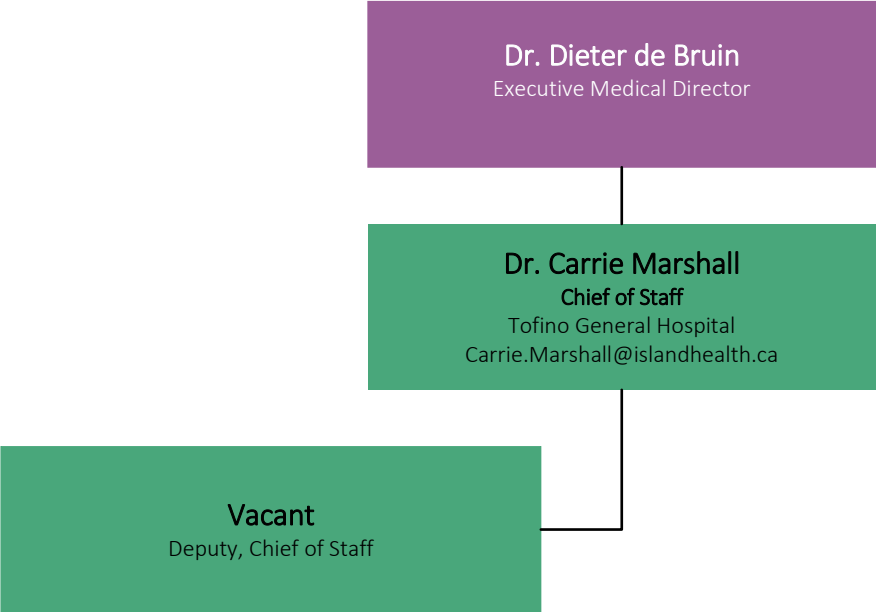 Dr. Dieter de Bruin
Executive Medical Director
Dr. Carrie Marshall
Chief of Staff
Tofino General Hospital
Carrie.Marshall@islandhealth.ca
Vacant
Deputy, Chief of Staff